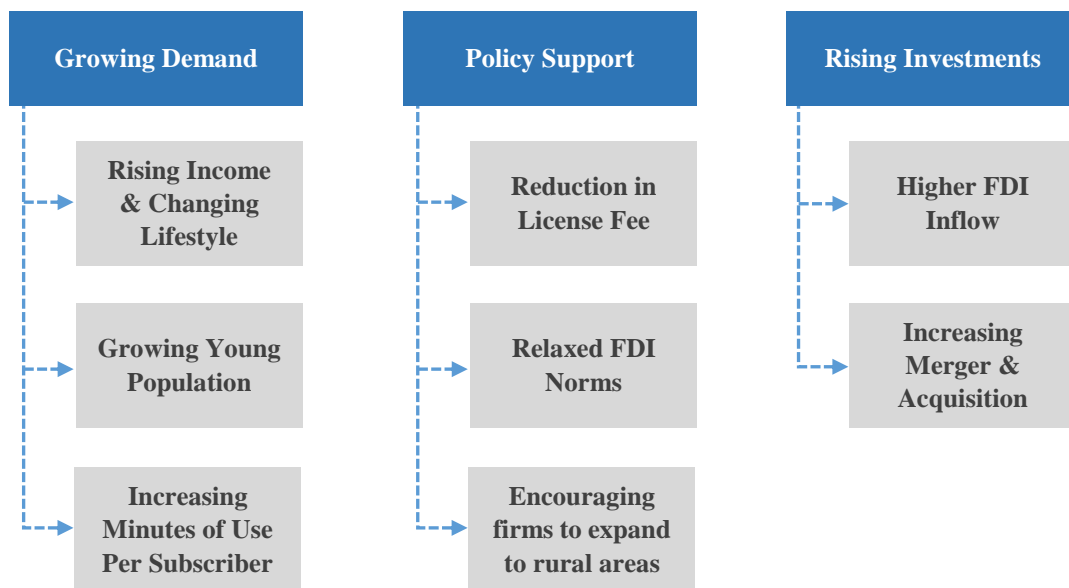 Growing Demand
Rising Income
& Changing
Lifestyle
Growing Young
Population
Increasing
Minutes of Use
Per Subscriber
Policy Support
Reduction in
License Fee
Relaxed FDI
Norms
Encouraging
firms to expand
to rural areas
Rising Investments
Higher FDI
Inflow
Increasing
Merger &
Acquisition